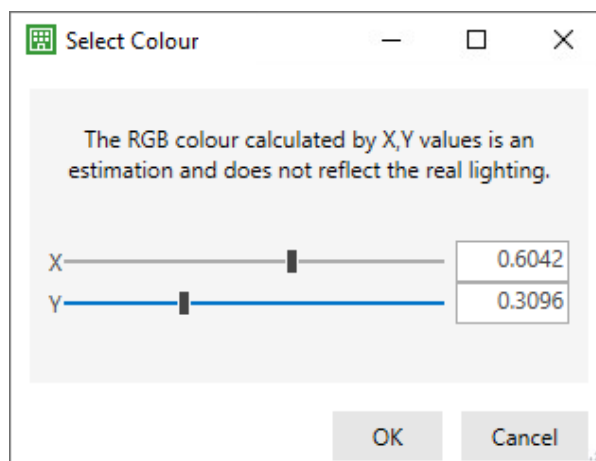 Select Colour
The RGB colour calculated by X,Y values is an
estimation and does not reflect the real lighting.
X 0.6042
Y 0.3096
OK Cancel